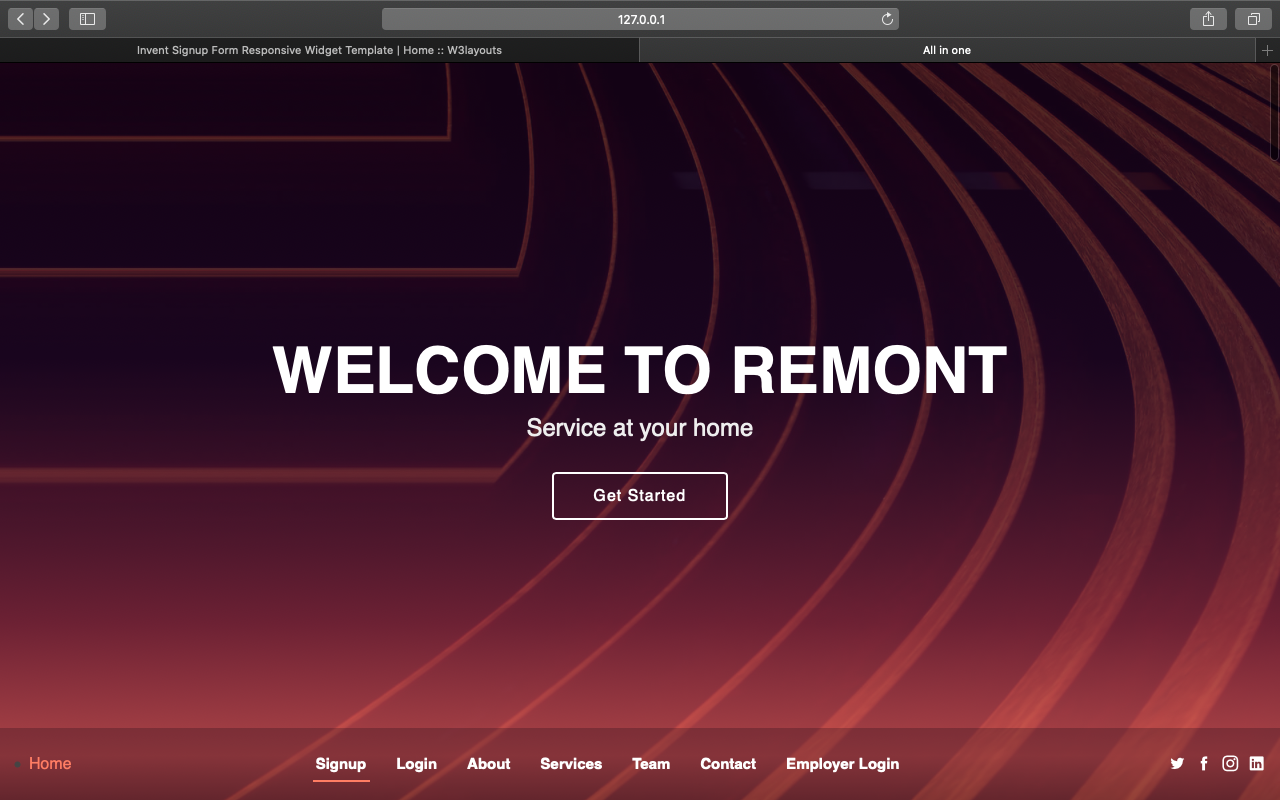 127.0.0.1
Invent Signup Form Responsive Widget Template | Home :: W3layouts
All in one
WELCOME TO REMONT
Service at your home
Get Started
Home Signup Login About Services Team Contact Employer Login